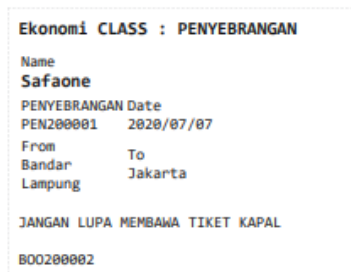 Ekonomi CLASS : PENYEBRANGAN
Name
Safaone
PENYEBRANGAN Date
PEN200001 2020/07/07
From To
Bandar Jakarta
Lampung
JANGAN LUPA MEMBAWA TIKET KAPAL
BOO200002